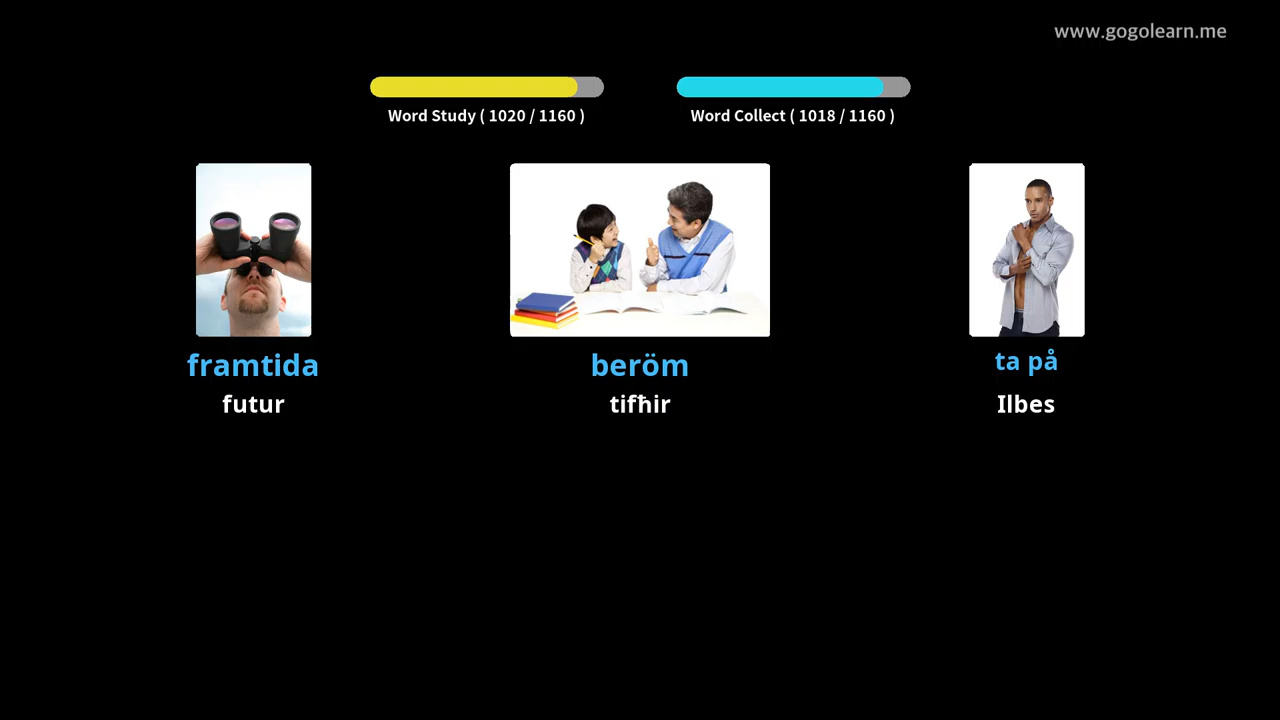 www.gogolearn.me
Word Study ( 1020 / 1160 )
Word Collect ( 1018 / 1160 )
framtida
beröm
ta på
futur
tifħir
Ilbes